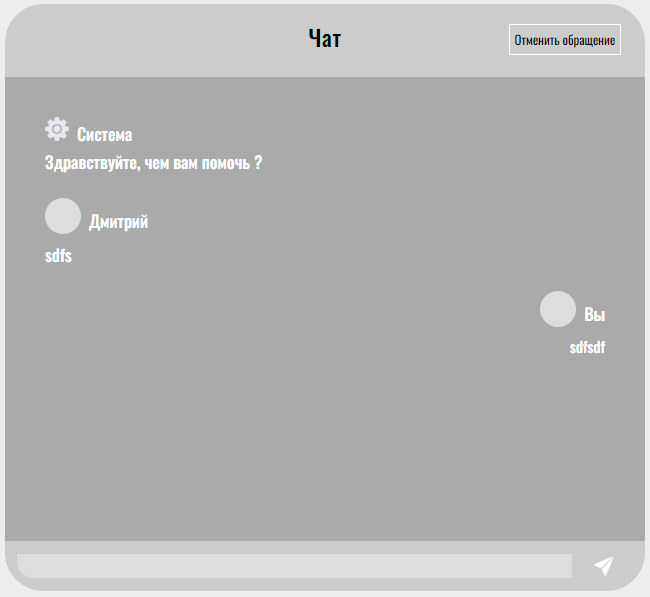 Чат
Отменить обращение
Система
Здравствуйте, чем вам помочь ?
Дмитрий
sdfs
Вы
sdfsdf